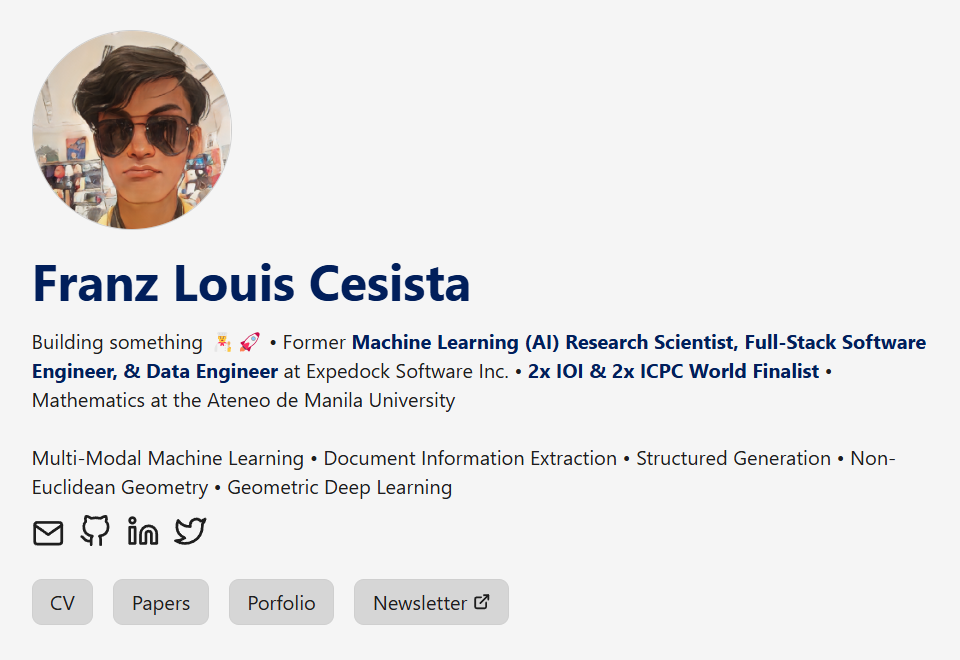 Franz Louis Cesista
Building something 👨‍🍳 🚀 • Former Machine Learning (AI) Research Scientist, Full-Stack Software
Engineer, & Data Engineer at Expedock Software Inc. • 2x IOI & 2x ICPC World Finalist •
Mathematics at the Ateneo de Manila University
Multi-Modal Machine Learning • Document Information Extraction • Structured Generation • Non-
Euclidean Geometry • Geometric Deep Learning
CV
Papers
Porfolio
Newsletter